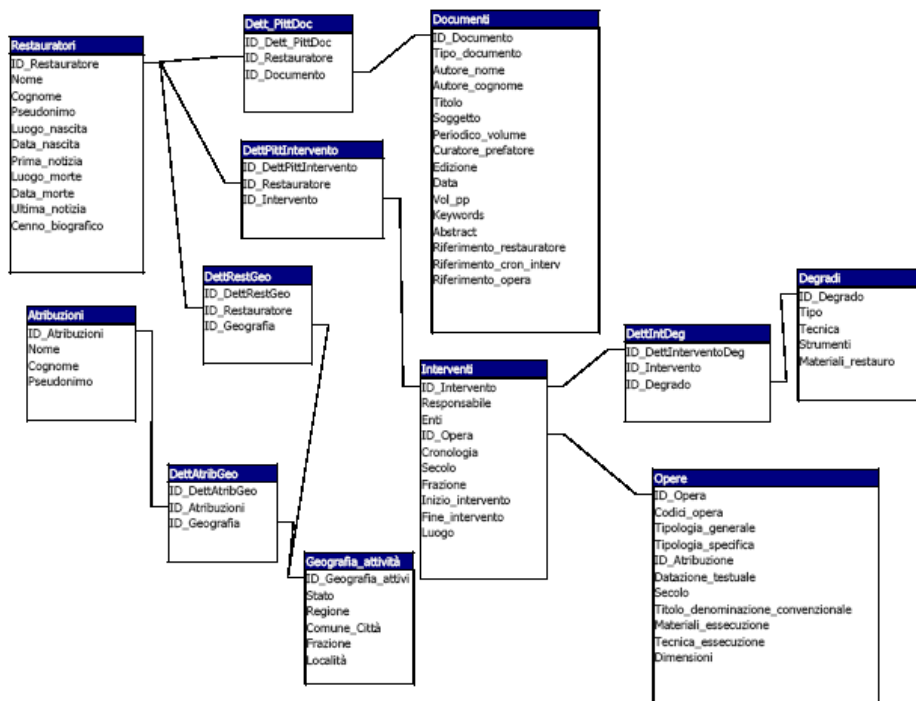 Restauratori
ID_Restauratore
Nome
Cognome
Pseudonimo
Luogo_nascita
Data_nascita
Prima_notizia
Luogo_morte
Data_morte
Ultima_notizia
Cenno_biografico
Dett_PittDoc
ID_Dett_PittDoc
ID_Restauratore
ID_Documento
Documenti
ID_Documento
Tipo_documento
Autore_nome
Autore_cognome
Titolo
Soggetto
Periodico_volume
Curatore_prefatore
Edizione
Data
Vol_pp
Keywords
Abstract
Riferimento_restauratore
Riferimento_cron_interv
Riferimento_opera
DettPittIntervento
ID_DettPittIntervento
ID_Restauratore
ID_Intervento
DettRestGeo
ID_DettRestGeo
ID_Restauratore
ID_Geografia
Atribuzioni
ID_Atribuzioni
Nome
Cognome
Pseudonimo
DettAtribGeo
ID_DettAtribGeo
ID_Atribuzioni
ID_Geografia
Geografia_attività
ID_Geografia_attivi
Stato
Regione
Comune_Città
Frazione
Località
Interventi
ID_Intervento
Responsabile
Enti
ID_Opera
Cronologia
Secolo
Frazione
Inizio_intervento
Fine_intervento
Luogo
DettIntDeg
ID_DettInterventoDeg
ID_Intervento
ID_Degrado
Degradi
ID_Degrado
Tipo
Tecnica
Strumenti
Materiali_restauro
Opere
ID_Opera
Codici_opera
Tipologia_generale
Tipologia_specifica
ID_Atribuzione
Datazione_testuale
Secolo
Titolo_denominazione_convenzionale
Materiali_essecuzione
Tecnica_essecuzione
Dimensioni